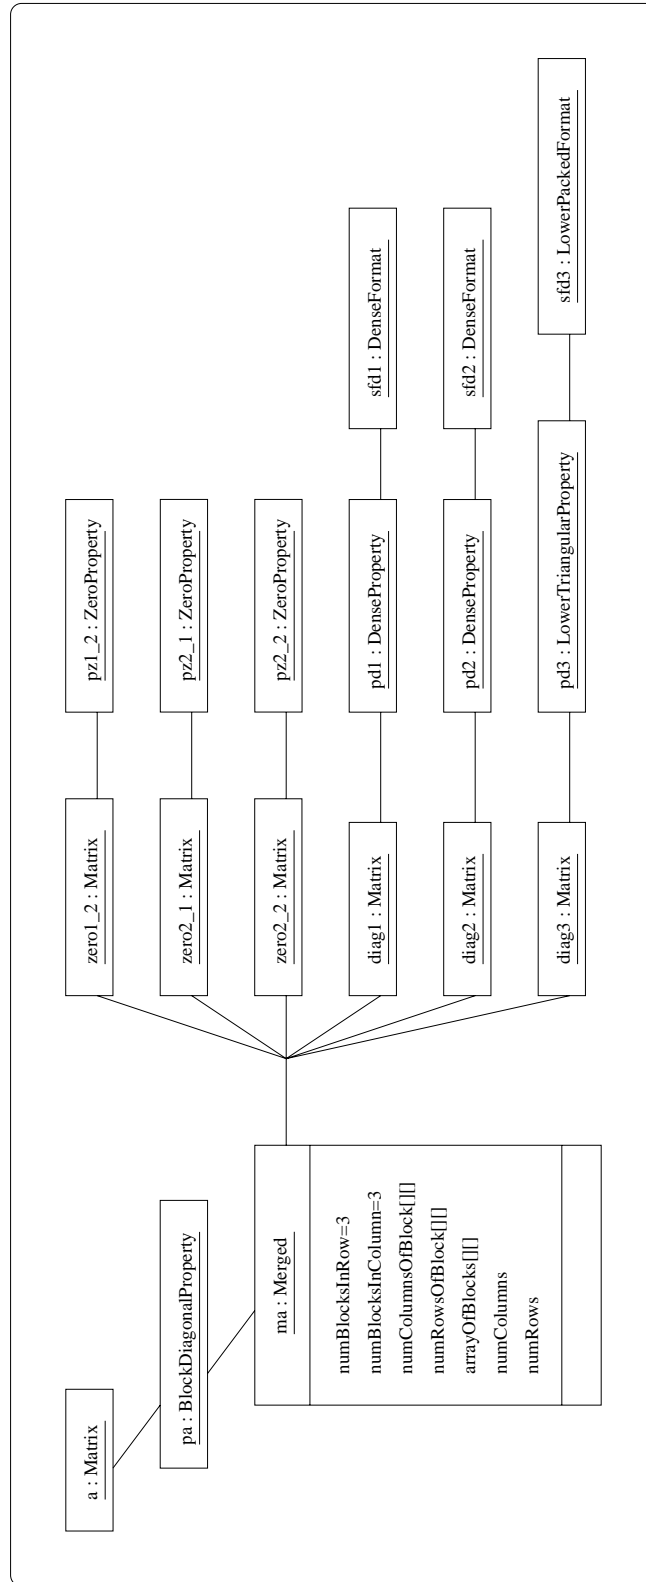 a : Matrix
pa : BlockDiagonalProperty
ma : Merged
numBlocksInRow=3
numBlocksInColumn=3
numColumnsOfBlock[][]
numRowsOfBlock[][]
arrayOfBlocks[][]
numColumns
numRows
zero1_2 : Matrix
pz1_2 : ZeroProperty
zero2_1 : Matrix
pz2_1 : ZeroProperty
zero2_2 : Matrix
pz2_2 : ZeroProperty
diag1 : Matrix
pd1 : DenseProperty
sfd1 : DenseFormat
diag2 : Matrix
pd2 : DenseProperty
sfd2 : DenseFormat
diag3 : Matrix
pd3 : LowerTriangularProperty
sfd3 : LowerPackedFormat